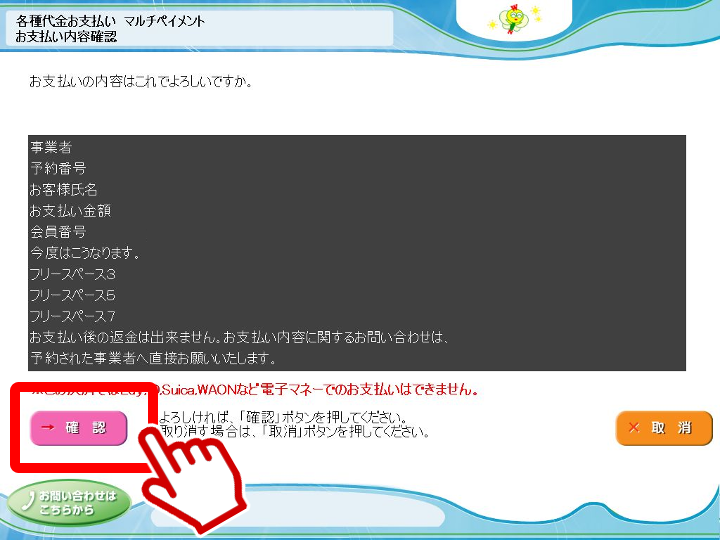 各種代金お支払い マルチペイメント
お支払い内容確認
お支払いの内容はこれでよろしいですか。
事業者
予約番号
お客様氏名
お支払い金額
会員番号
今度はこうなります。
フリースペース3
フリースペース5
フリースペース7
お支払い後の返金は出来ません。お支払い内容に関するお問い合わせは、
予約された事業者へ直接お願いいたします。
Suica,WAONなど電子マネーでのお支払いはできません。
→ 確 認
よろしければ、「確認」ボタンを押してください。
取り消す場合は、「取消」ボタンを押してください。
× 取 消
お問い合わせは
こちらから